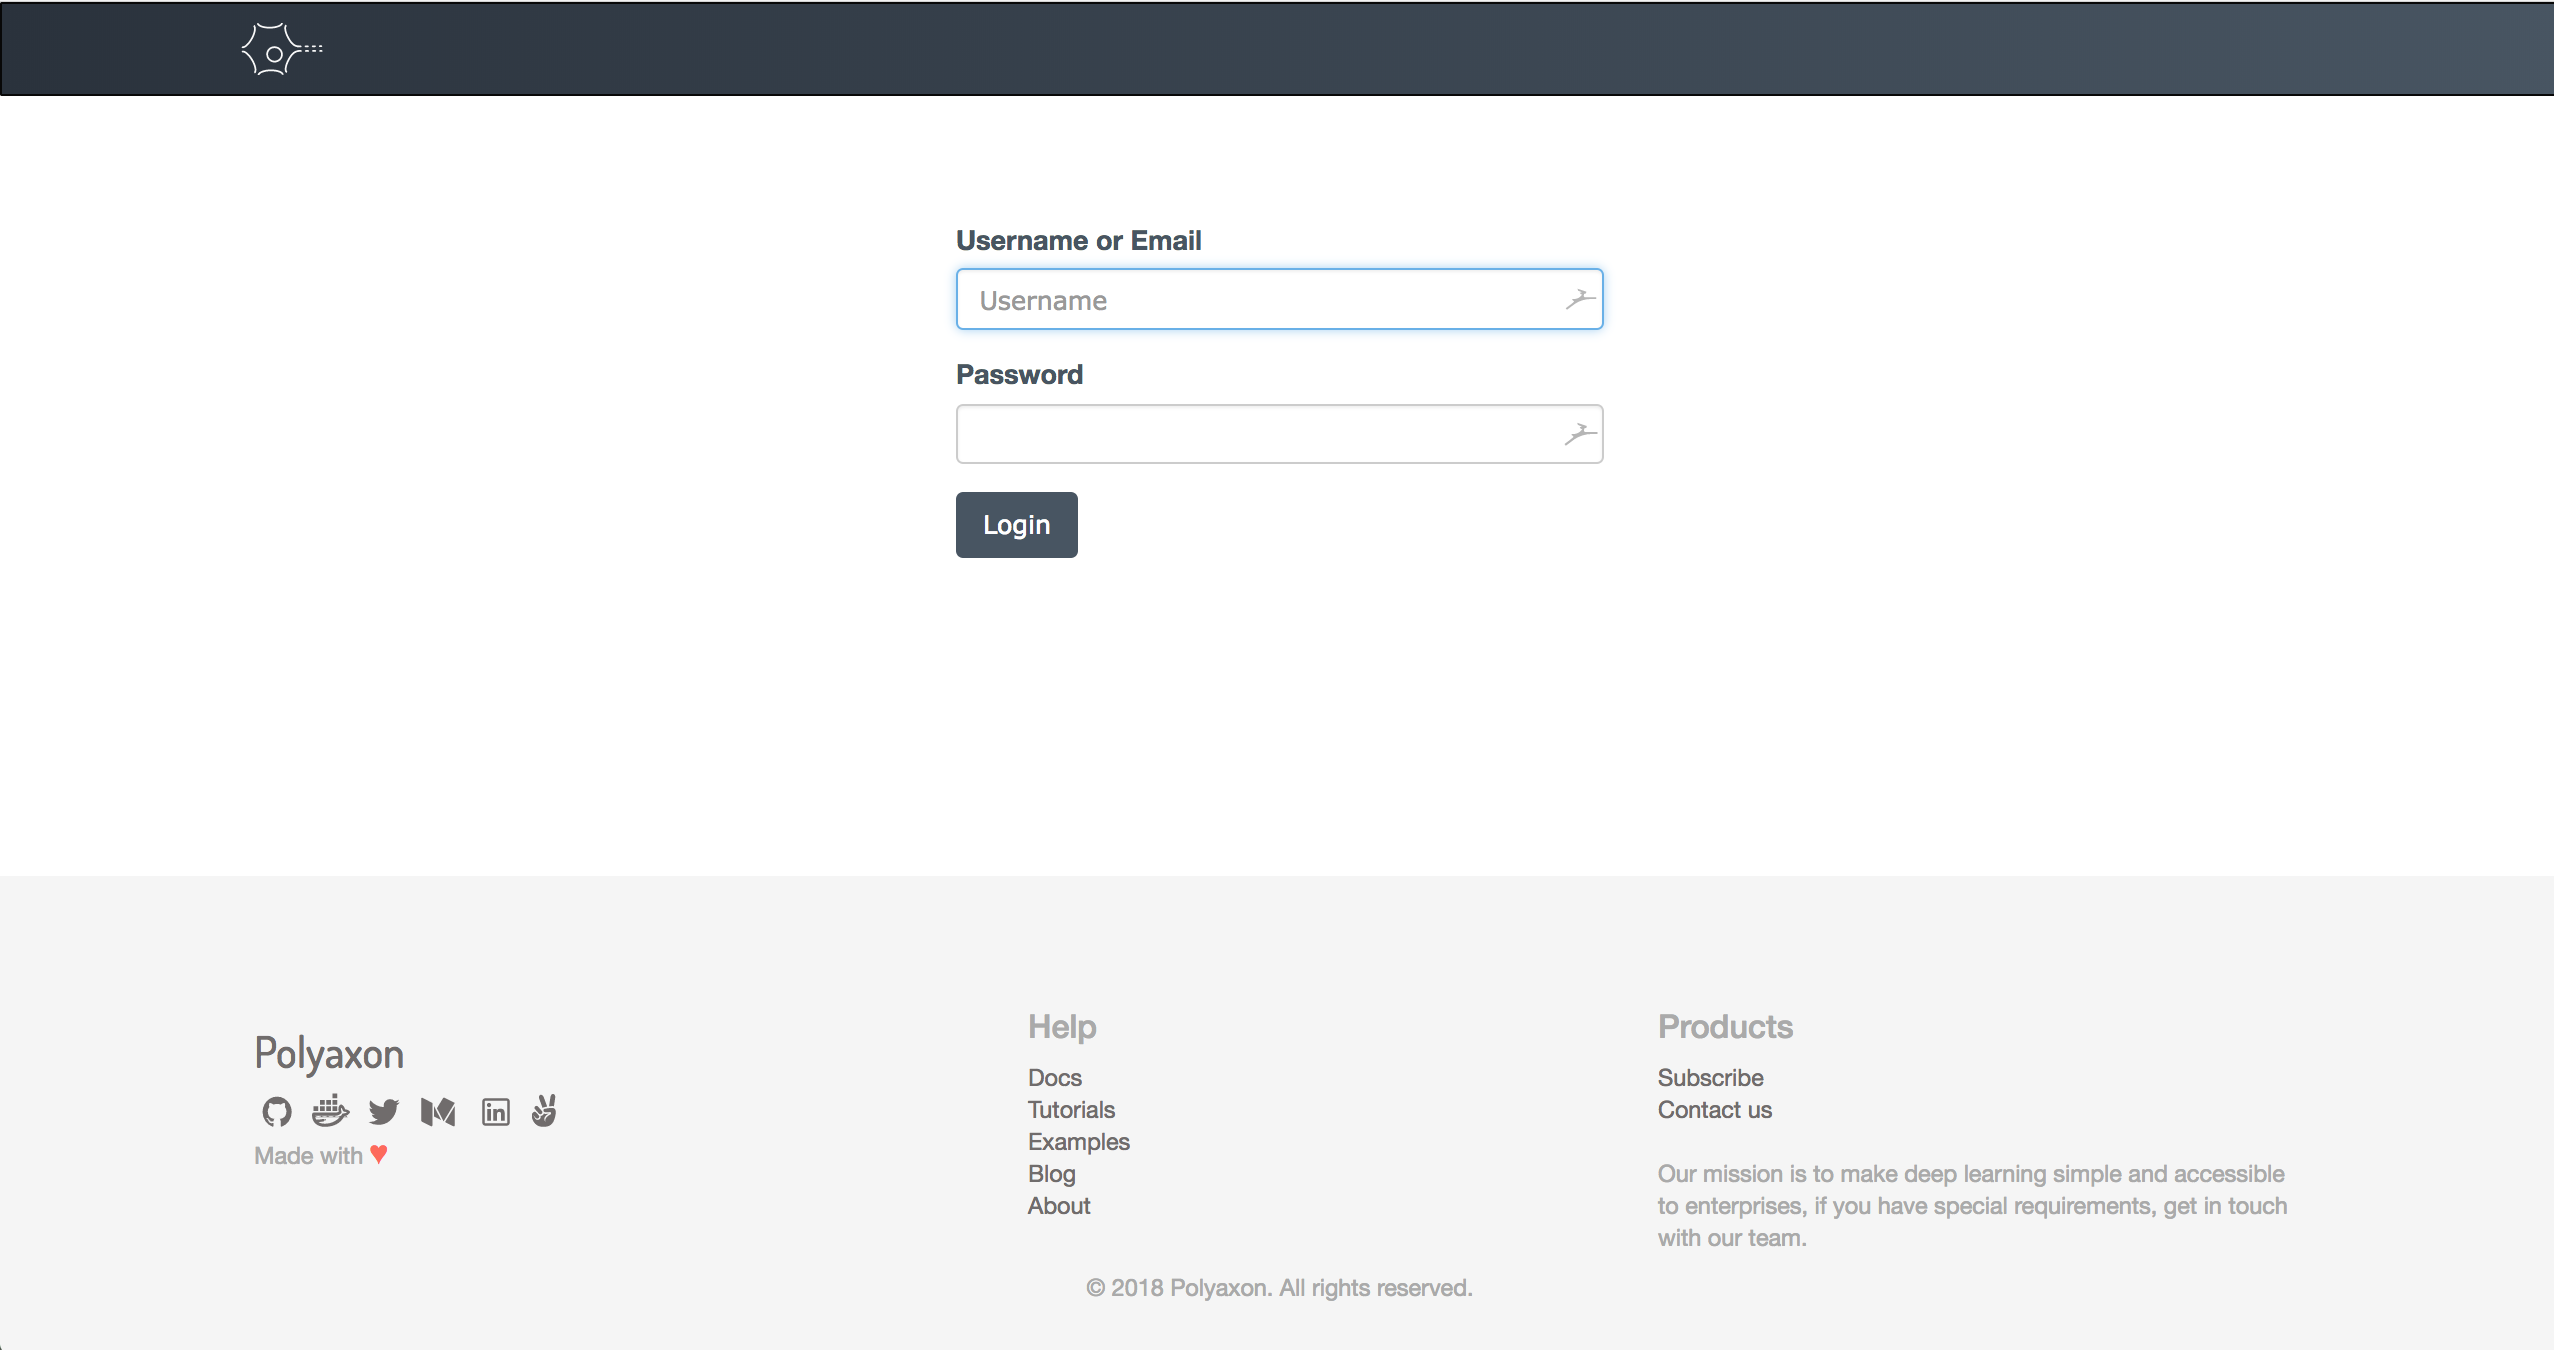 Username or Email
Username
Password
Login
Polyaxon
Made with ♥
Help
Docs
Tutorials
Examples
Blog
About
Products
Subscribe
Contact us
Our mission is to make deep learning simple and accessible
to enterprises, if you have special requirements, get in touch
with our team.
© 2018 Polyaxon. All rights reserved.